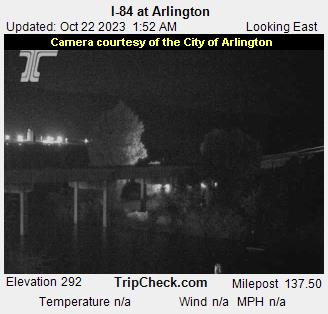 I-84 at Arlington
Updated: Oct 22 2023 1:52 AM Looking East
Camera courtesy of the City of Arlington
Elevation 292 TripCheck.com Milepost 137.50
Temperature n/a Wind n/a MPH n/a